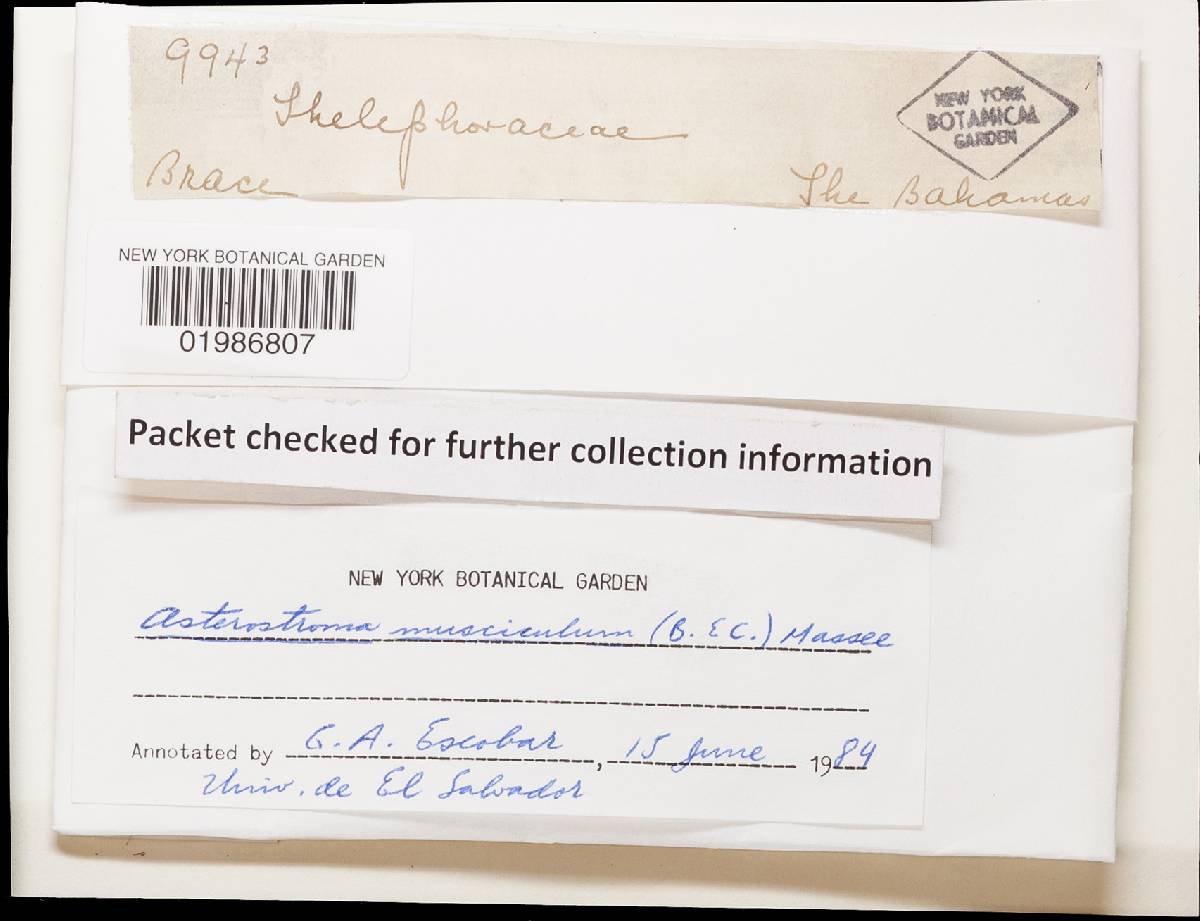 9943
Thelephoraceae
Brace
The Bahamas
NEW YORK
BOTANICAL
GARDEN
NEW YORK BOTANICAL GARDEN
01986807
Packet checked for further collection information
NEW YORK BOTANICAL GARDEN
Asterostroma musciculum (B. & C.) Massee
Annotated by G. A. Escobar, 15 June 1984
Univ. de El Salvador